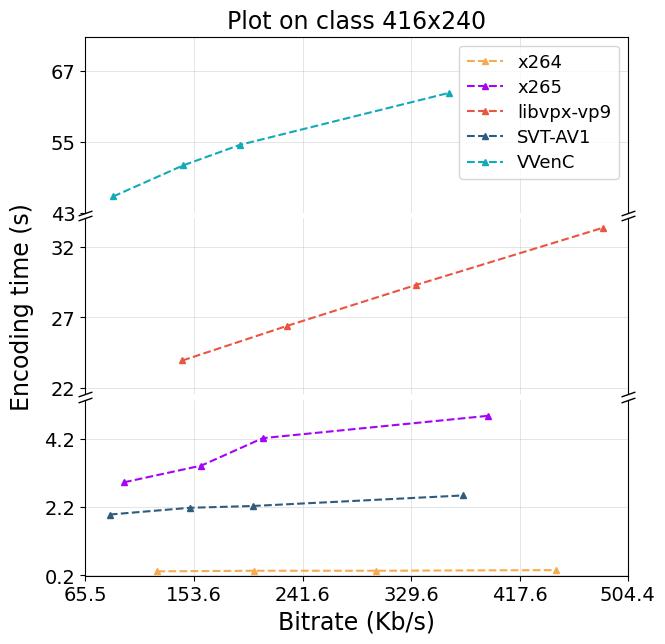 Plot on class 416x240
x264
x265
libvpx-vp9
SVT-AV1
VVenC
67
55
43
32
27
22
4.2
2.2
0.2
65.5 153.6 241.6 329.6 417.6 504.4
Encoding time (s)
Bitrate (Kb/s)